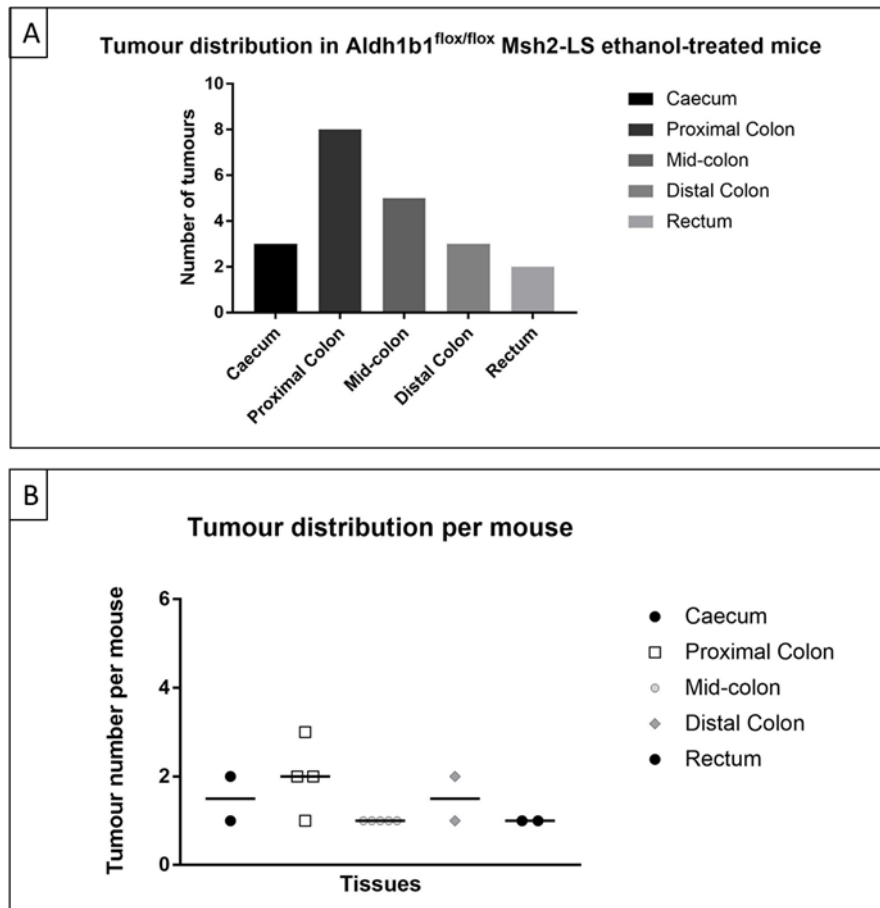 A
Tumour distribution in Aldh1b1flox/flox Msh2-LS ethanol-treated mice
Number of tumours
10
8
6
4
2
0
Caecum
Proximal Colon
Mid-colon
Distal Colon
Rectum
Caecum
Proximal Colon
Mid-colon
Distal Colon
Rectum
B
Tumour distribution per mouse
Tumour number per mouse
6
4
2
0
Tissues
Caecum
Proximal Colon
Mid-colon
Distal Colon
Rectum